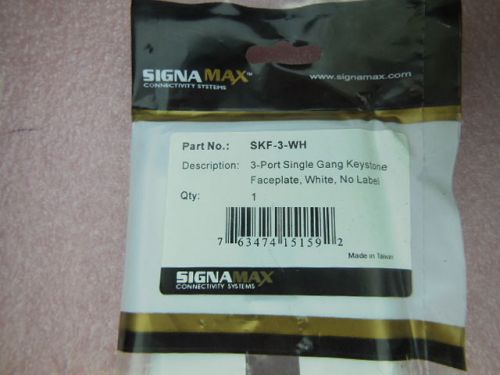 SIGNAMAX™
CONNECTIVITY SYSTEMS
www.signamax.com
Part No.: SKF-3-WH
Description: 3-Port Single Gang Keystone
Faceplate, White, No Label
Qty: 1
7 63474 15159 2
Made in Taiwan
SIGNAMAX
CONNECTIVITY SYSTEMS